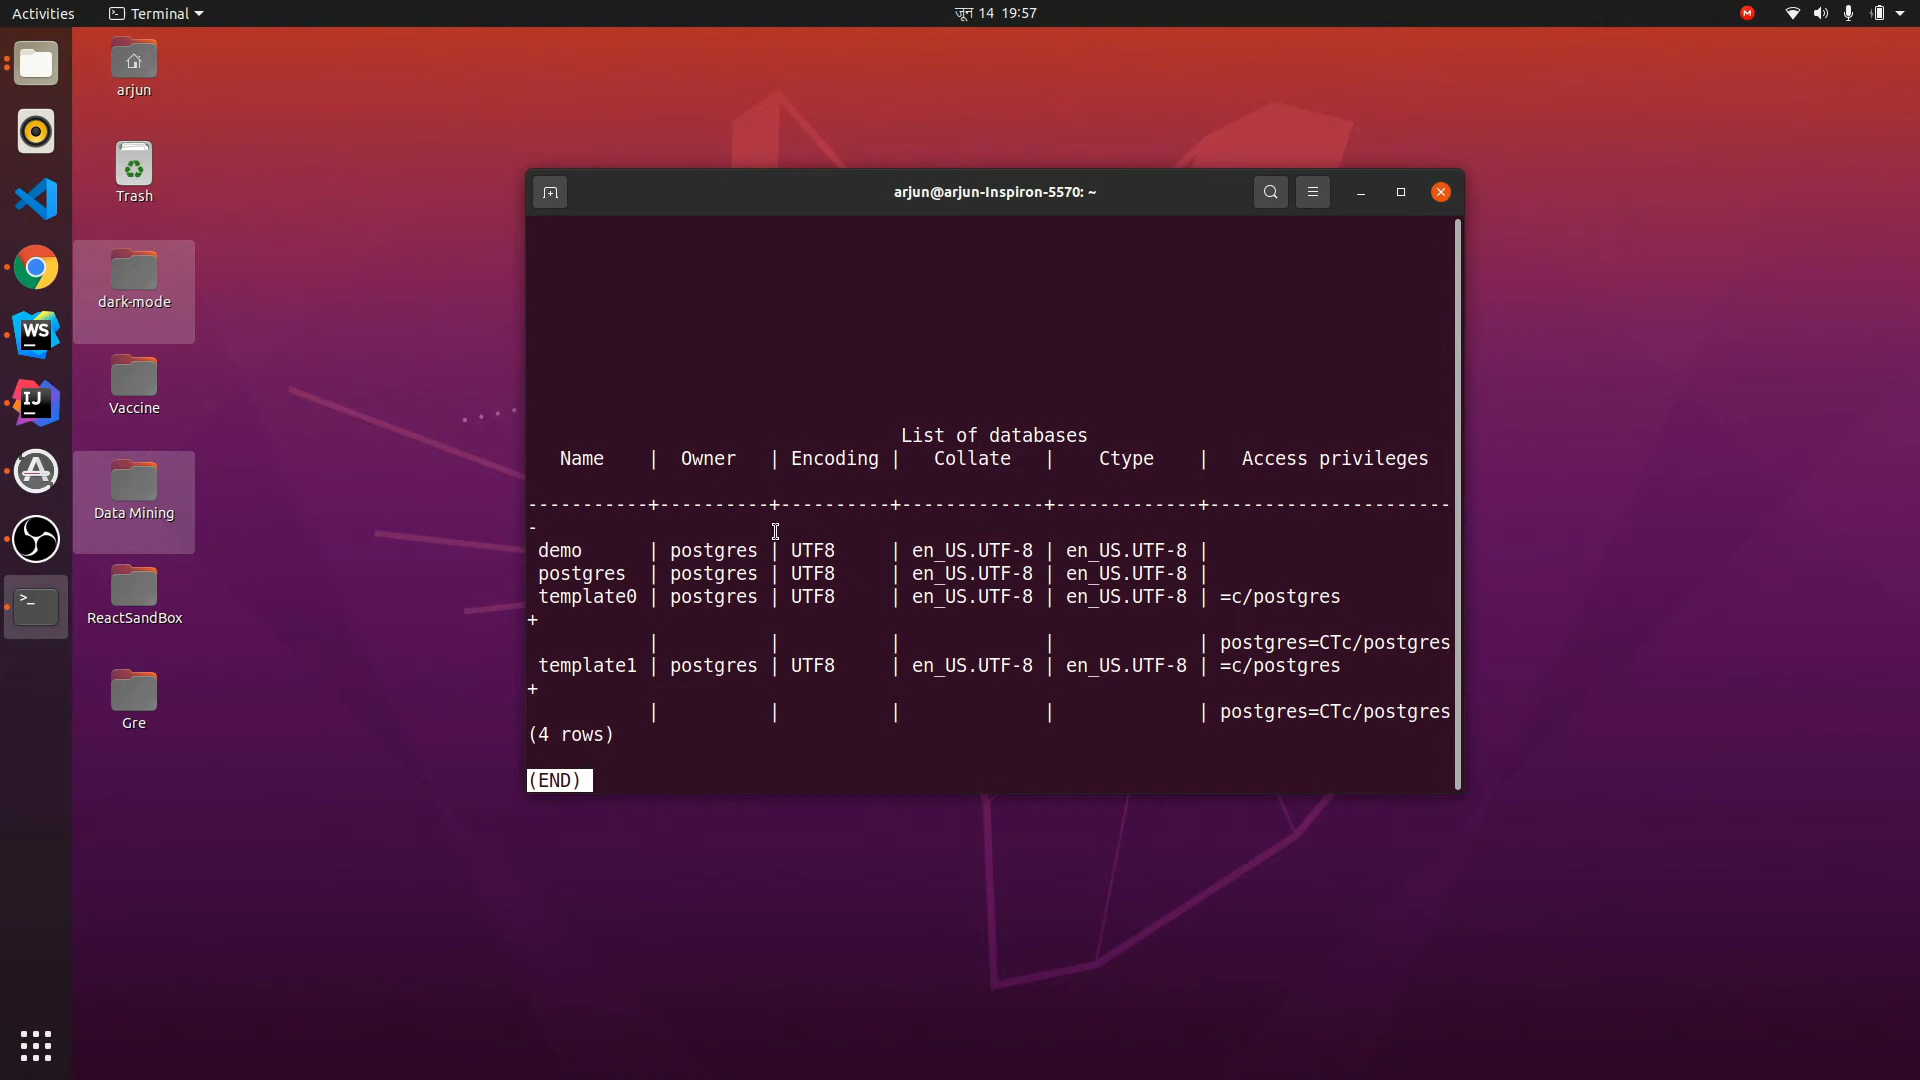 Activities Terminal जून 14 19:57 M
arjun
Trash
dark-mode
WS
Vaccine
IJ
Data Mining
>_
ReactSandBox
Gre
arjun@arjun-Inspiron-5570: ~
List of databases
Name | Owner | Encoding | Collate | Ctype | Access privileges
-----------+----------+----------+-------------+-------------+----------------------
-
demo | postgres | UTF8 | en_US.UTF-8 | en_US.UTF-8 |
postgres | postgres | UTF8 | en_US.UTF-8 | en_US.UTF-8 |
template0 | postgres | UTF8 | en_US.UTF-8 | en_US.UTF-8 | =c/postgres
+
| | | | | postgres=CTc/postgres
template1 | postgres | UTF8 | en_US.UTF-8 | en_US.UTF-8 | =c/postgres
+
| | | | | postgres=CTc/postgres
(4 rows)
(END)